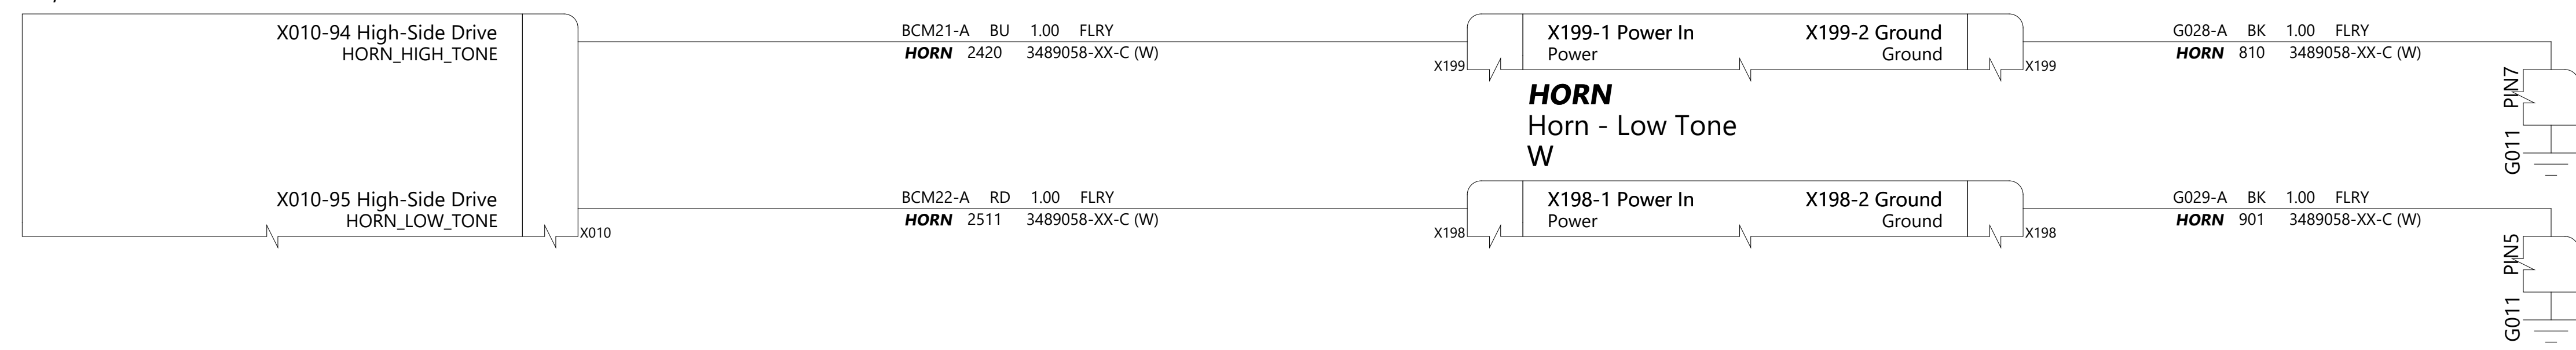 X010-94 High-Side Drive
HORN_HIGH_TONE
BCM21-A BU 1.00 FLRY
HORN 2420 3489058-XX-C (W)
X199
X199-1 Power In
Power
X199-2 Ground
Ground
X199
G028-A BK 1.00 FLRY
HORN 810 3489058-XX-C (W)
PIN7
G011
HORN
Horn - Low Tone
W
X010-95 High-Side Drive
HORN_LOW_TONE
X010
BCM22-A RD 1.00 FLRY
HORN 2511 3489058-XX-C (W)
X198
X198-1 Power In
Power
X198-2 Ground
Ground
X198
G029-A BK 1.00 FLRY
HORN 901 3489058-XX-C (W)
PIN5
G011